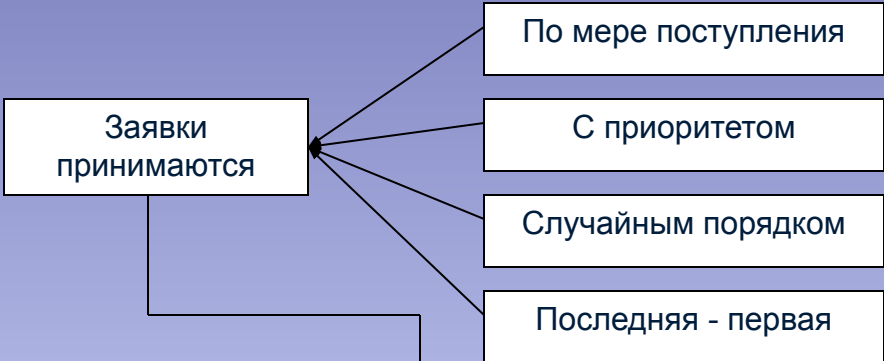 По мере поступления
Заявки
принимаются
С приоритетом
Случайным порядком
Последняя - первая